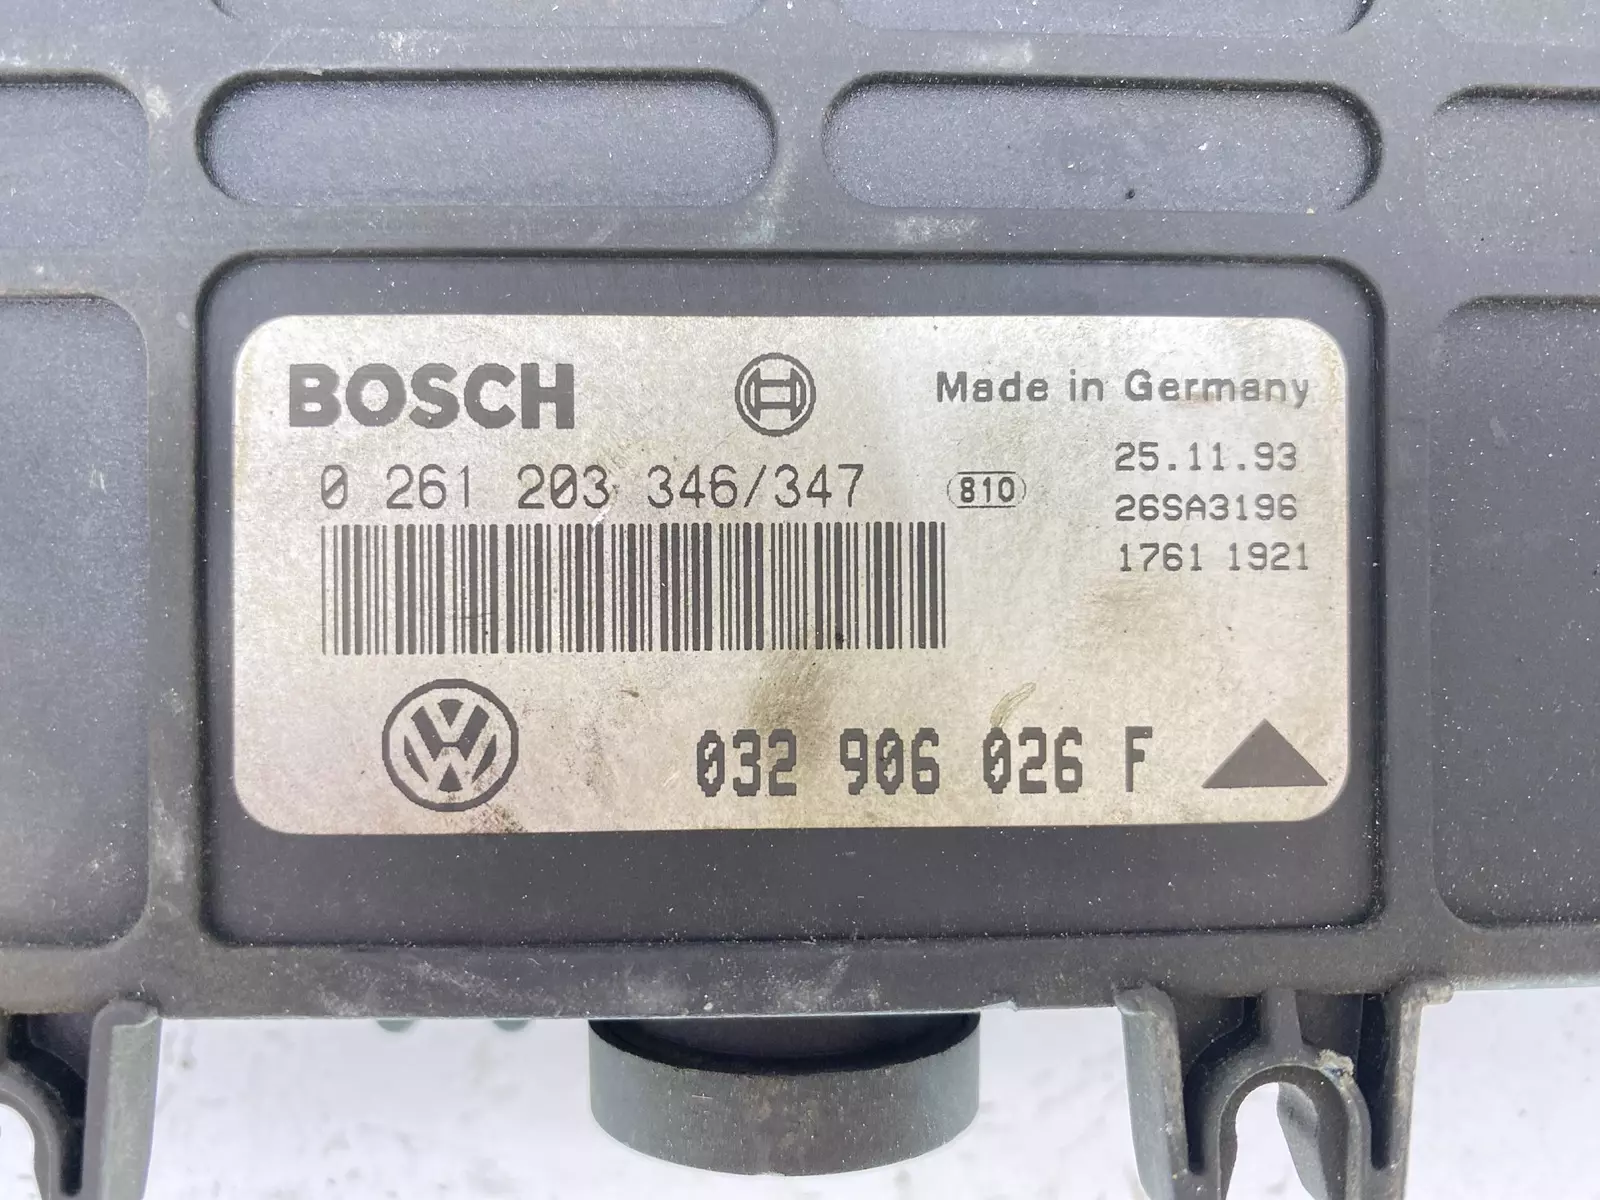 BOSCH
Made in Germany
0 261 203 346/347
810
25.11.93
26SA3196
1761 1921
032 906 026 F